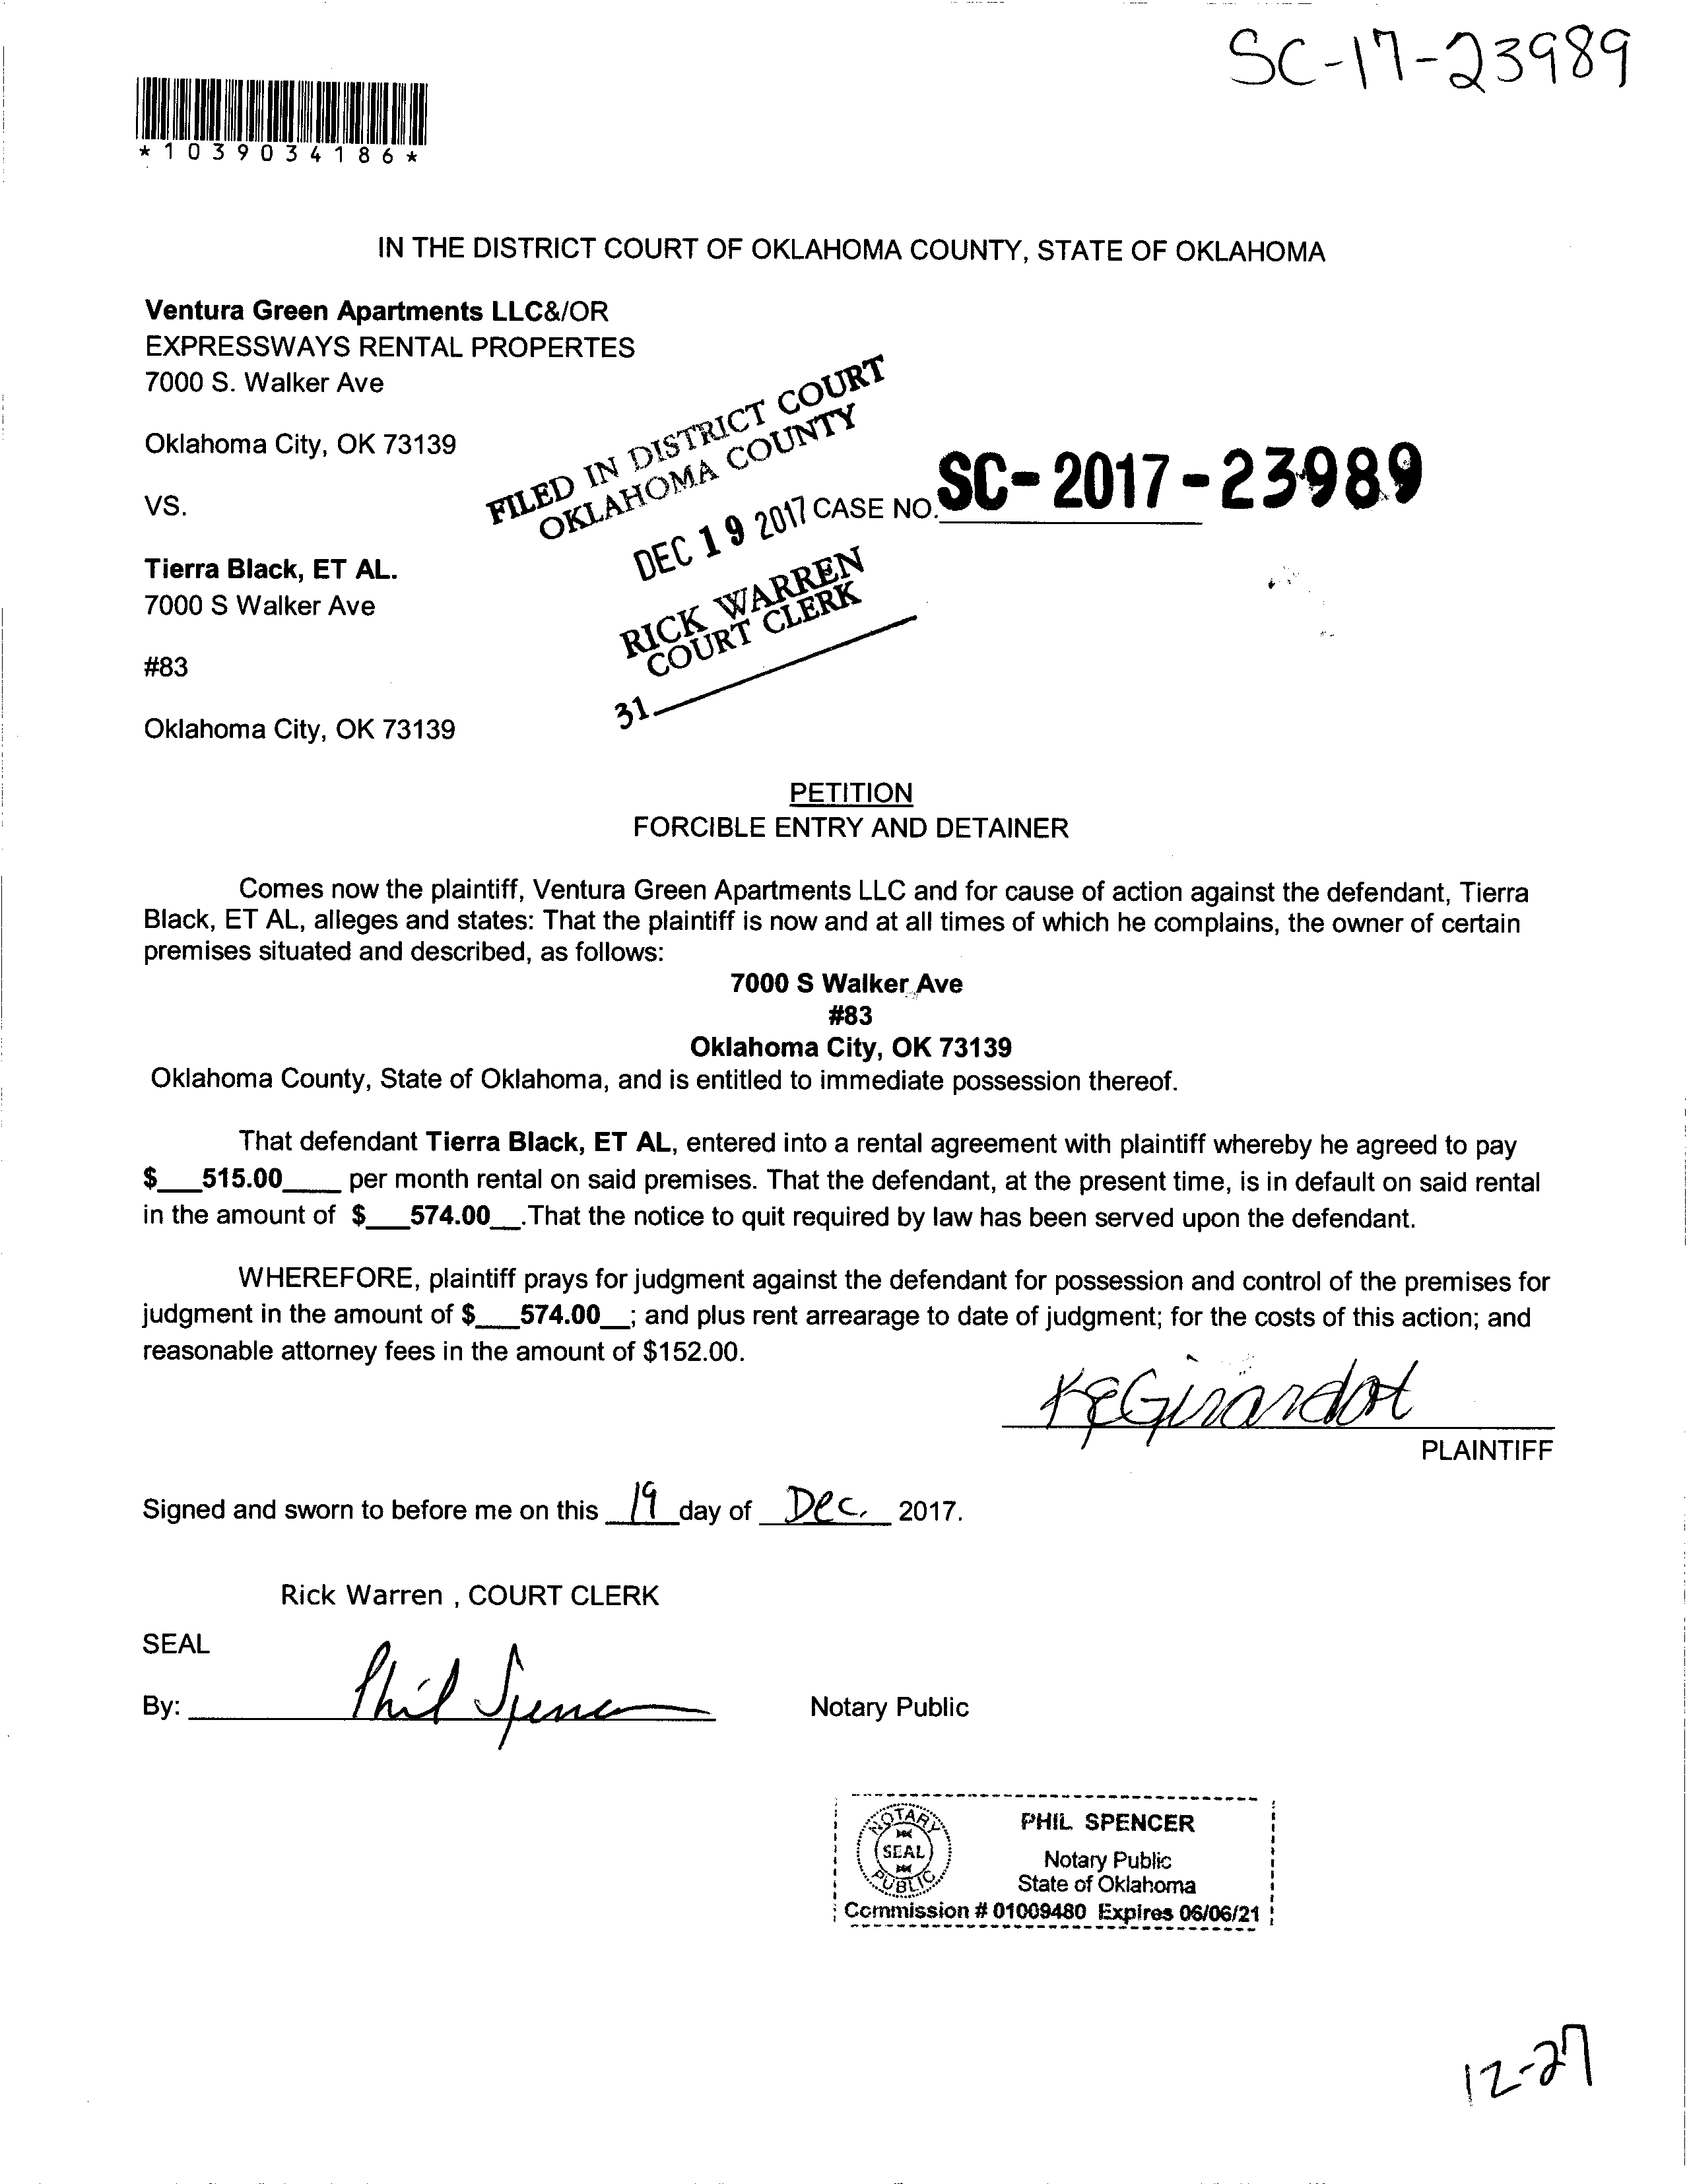 SC-17-23989
*1039034186*
IN THE DISTRICT COURT OF OKLAHOMA COUNTY, STATE OF OKLAHOMA
Ventura Green Apartments LLC&/OR
EXPRESSWAYS RENTAL PROPERTES
7000 S. Walker Ave
Oklahoma City, OK 73139
VS.
FILED IN DISTRICT COURT
OKLAHOMA COUNTY
DEC 19 2017
RICK WARREN
COURT CLERK
31
CASE NO. SC-2017-23989
Tierra Black, ET AL.
7000 S Walker Ave
#83
Oklahoma City, OK 73139
PETITION
FORCIBLE ENTRY AND DETAINER
Comes now the plaintiff, Ventura Green Apartments LLC and for cause of action against the defendant, Tierra
Black, ET AL, alleges and states: That the plaintiff is now and at all times of which he complains, the owner of certain
premises situated and described, as follows:
7000 S Walker Ave
#83
Oklahoma City, OK 73139
Oklahoma County, State of Oklahoma, and is entitled to immediate possession thereof.
That defendant Tierra Black, ET AL, entered into a rental agreement with plaintiff whereby he agreed to pay
$___515.00____ per month rental on said premises. That the defendant, at the present time, is in default on said rental
in the amount of $___574.00__.That the notice to quit required by law has been served upon the defendant.
WHEREFORE, plaintiff prays for judgment against the defendant for possession and control of the premises for
judgment in the amount of $___574.00__; and plus rent arrearage to date of judgment; for the costs of this action; and
reasonable attorney fees in the amount of $152.00.
KEGirardot
PLAINTIFF
Signed and sworn to before me on this 19 day of Dec. 2017.
Rick Warren , COURT CLERK
SEAL
By: Phil Spencer
Notary Public
NOTARY
SEAL
PUBLIC
PHIL SPENCER
Notary Public
State of Oklahoma
Commission # 01009480 Expires 06/06/21
12-27